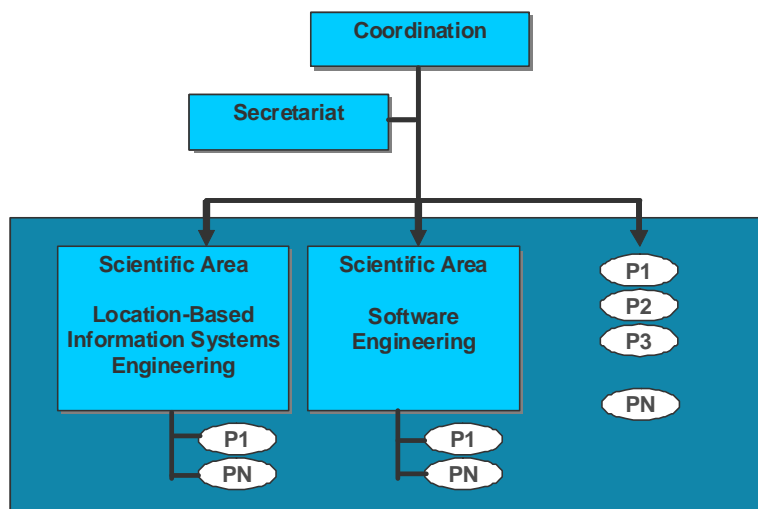 Coordination
Secretariat
Scientific Area
Location-Based
Information Systems
Engineering
P1
PN
Scientific Area
Software
Engineering
P1
PN
P1
P2
P3
PN